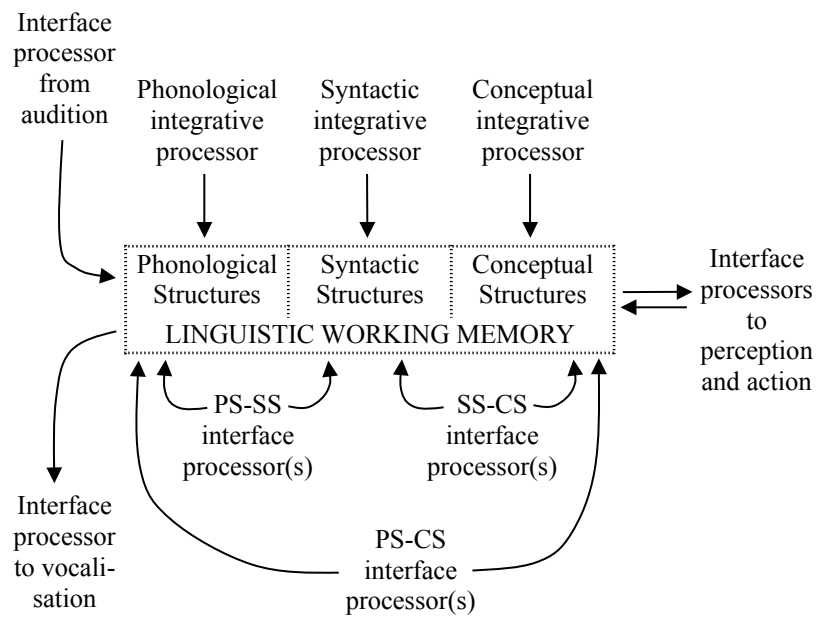 Interface
processor
from
audition
Phonological
integrative
processor
Syntactic
integrative
processor
Conceptual
integrative
processor
Phonological
Structures
Syntactic
Structures
Conceptual
Structures
LINGUISTIC WORKING MEMORY
Interface
processors
to
perception
and action
PS-SS
interface
processor(s)
SS-CS
interface
processor(s)
Interface
processor
to vocali-
sation
PS-CS
interface
processor(s)